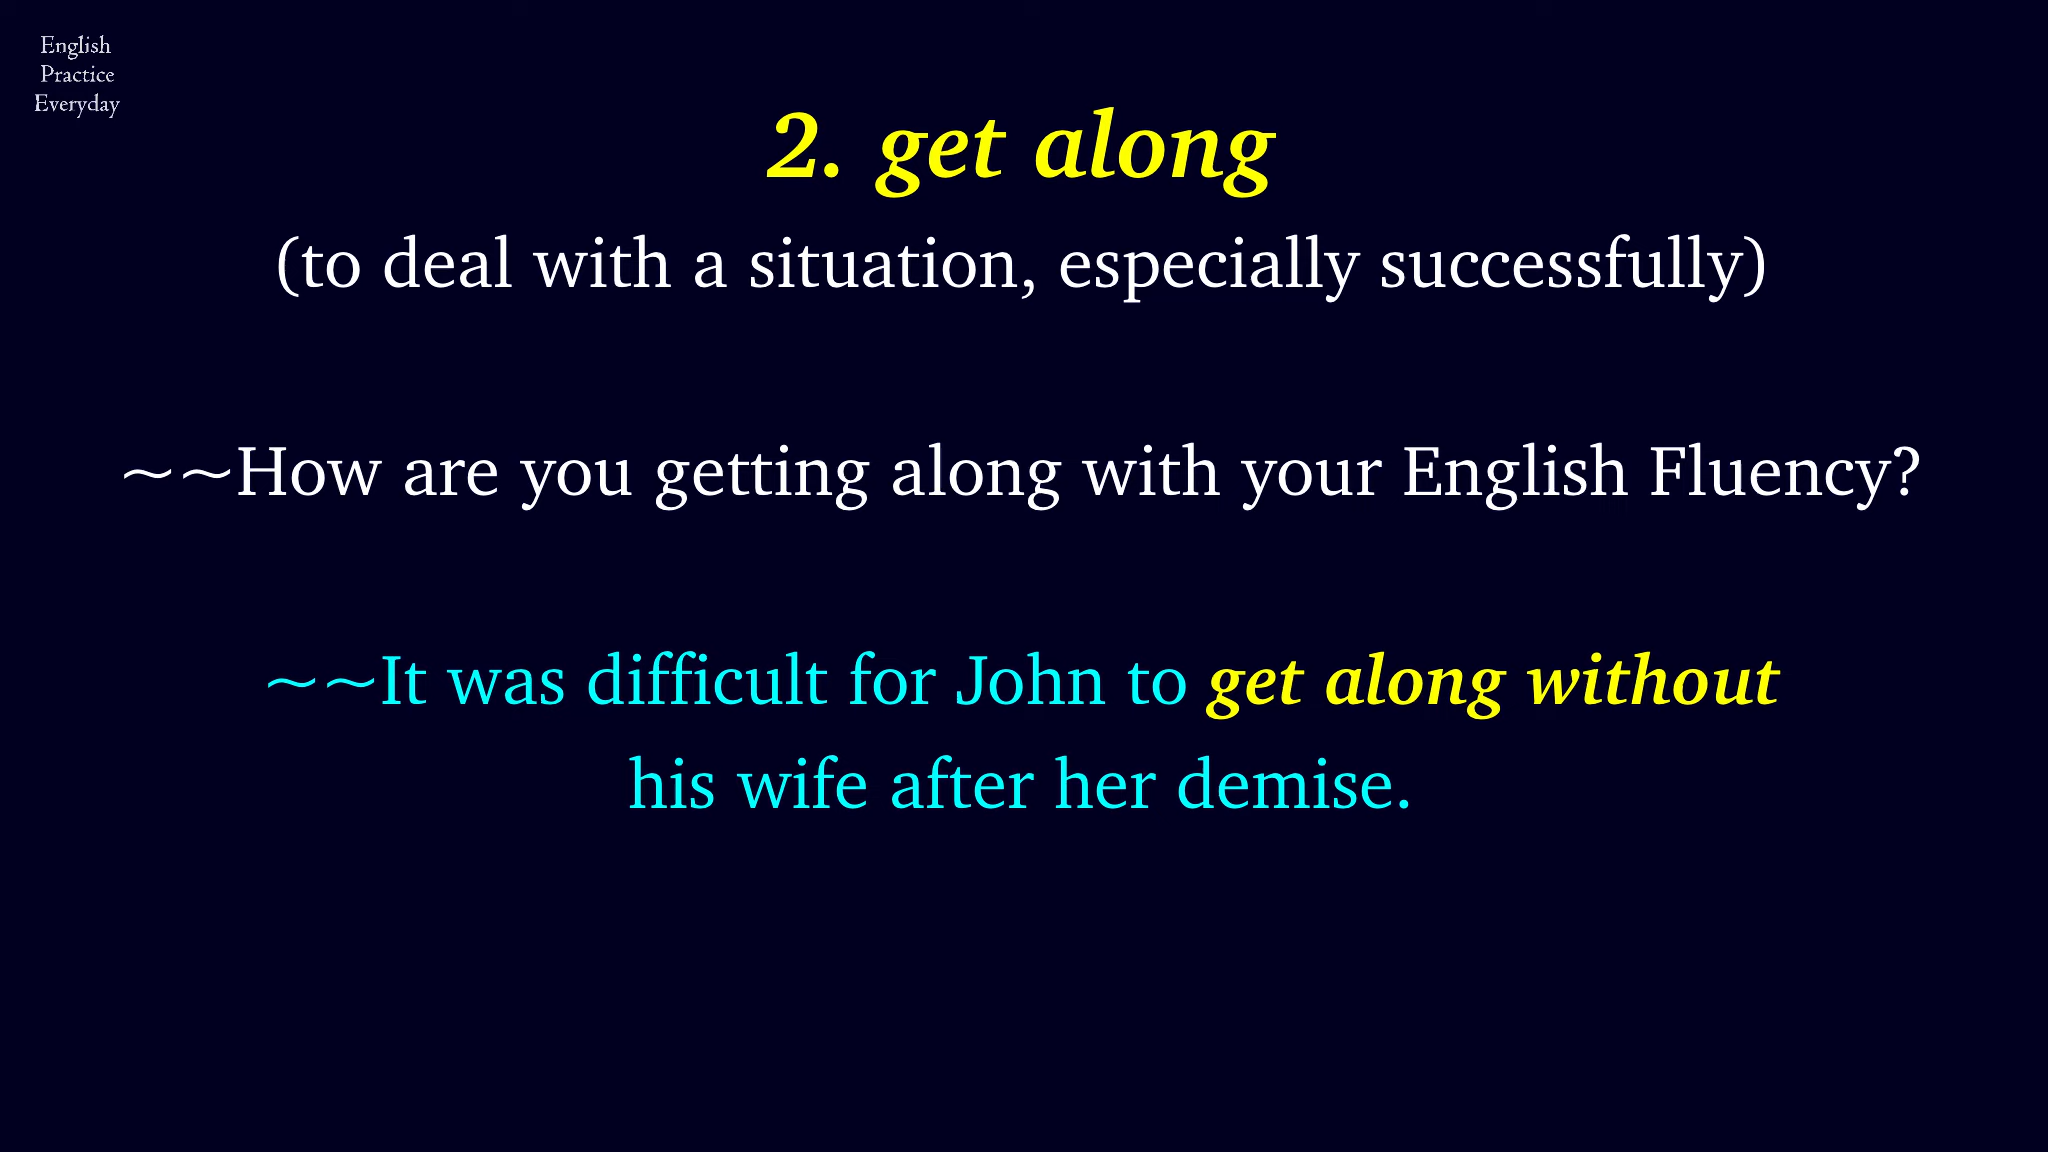 English
Practice
Everyday
2. get along
(to deal with a situation, especially successfully)
~~How are you getting along with your English Fluency?
~~It was difficult for John to get along without
his wife after her demise.